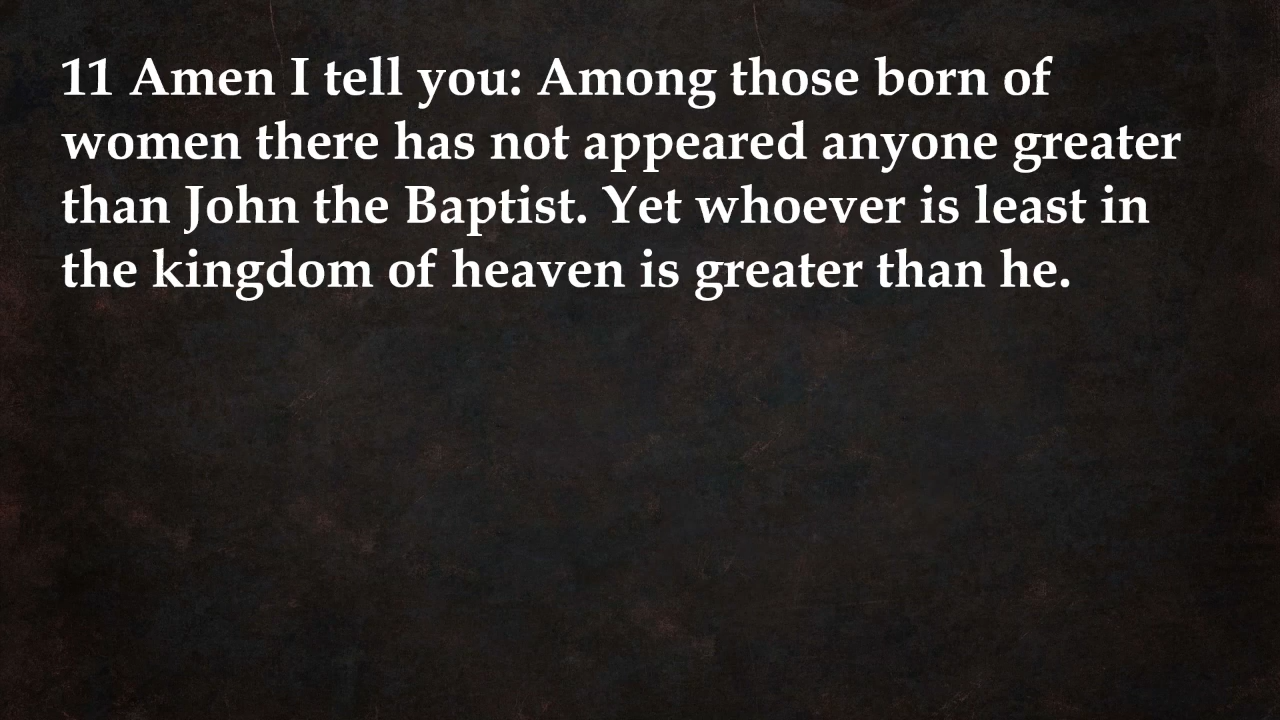 11 Amen I tell you: Among those born of
women there has not appeared anyone greater
than John the Baptist. Yet whoever is least in
the kingdom of heaven is greater than he.